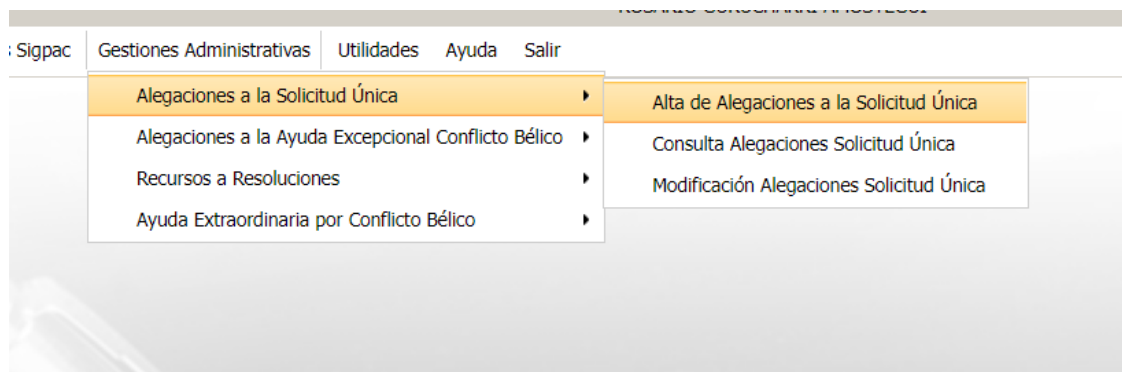 s Sigpac Gestiones Administrativas Utilidades Ayuda Salir
Alegaciones a la Solicitud Única
Alta de Alegaciones a la Solicitud Única
Alegaciones a la Ayuda Excepcional Conflicto Bélico
Consulta Alegaciones Solicitud Única
Recursos a Resoluciones
Modificación Alegaciones Solicitud Única
Ayuda Extraordinaria por Conflicto Bélico